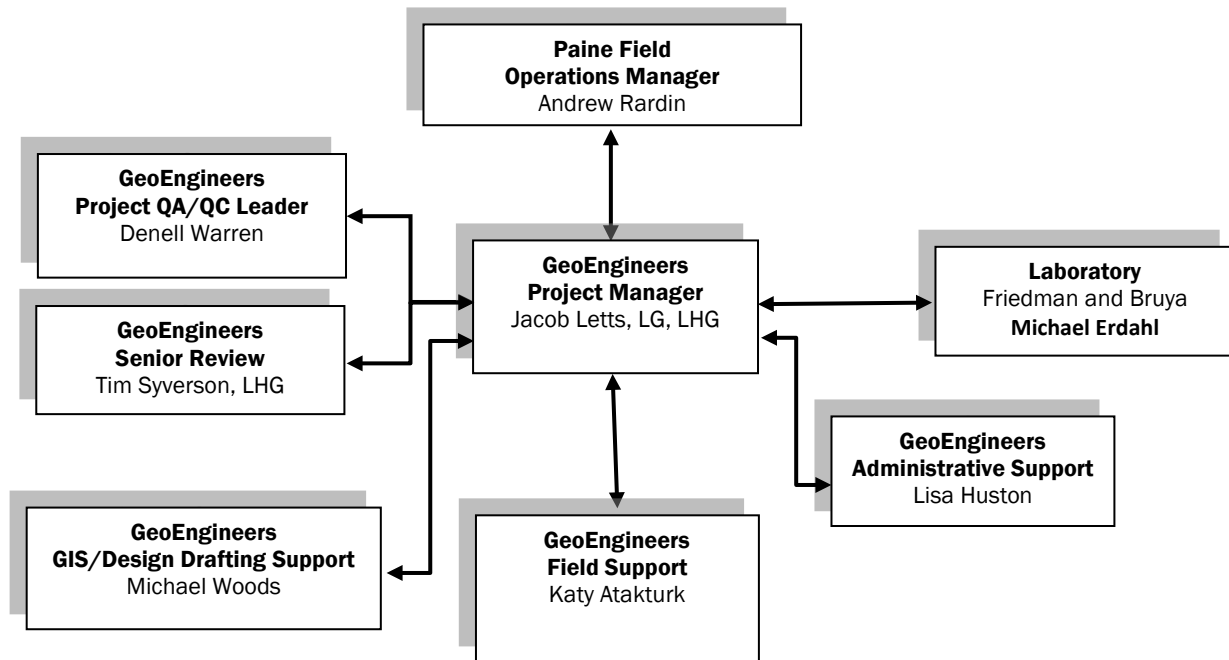 Paine Field
Operations Manager
Andrew Rardin
GeoEngineers
Project QA/QC Leader
Denell Warren
GeoEngineers
Project Manager
Jacob Letts, LG, LHG
Laboratory
Friedman and Bruya
Michael Erdahl
GeoEngineers
Senior Review
Tim Syverson, LHG
GeoEngineers
Administrative Support
Lisa Huston
GeoEngineers
GIS/Design Drafting Support
Michael Woods
GeoEngineers
Field Support
Katy Atakturk